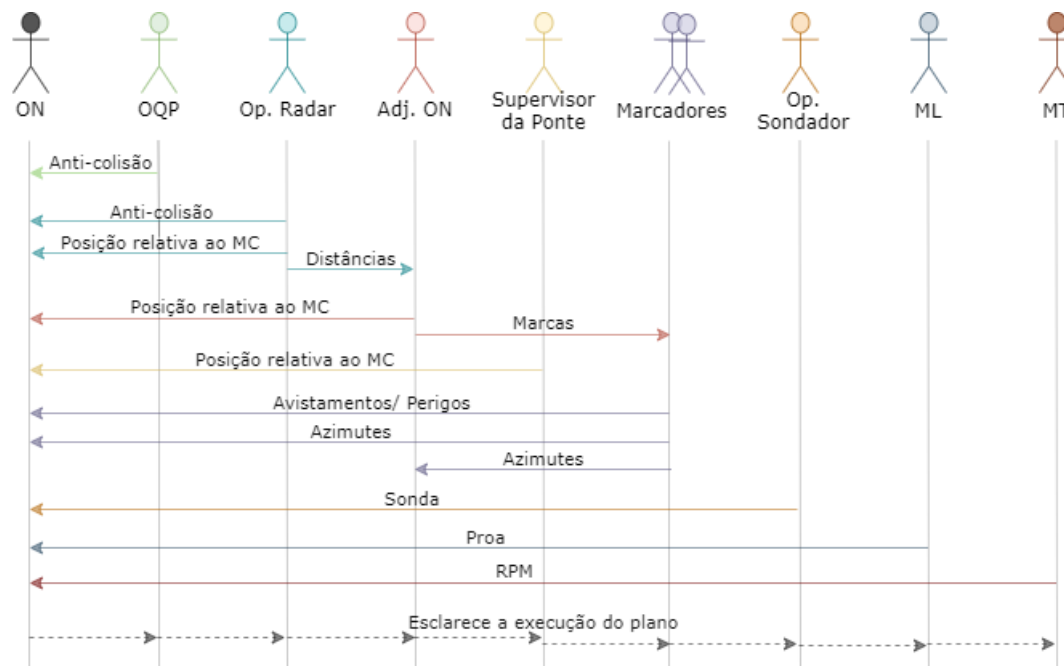 ON
OQP
Op. Radar
Adj. ON
Supervisor
da Ponte
Marcadores
Op.
Sondador
ML
MT
Anti-colisão
Anti-colisão
Posição relativa ao MC
Distâncias
Posição relativa ao MC
Marcas
Posição relativa ao MC
Avistamentos/ Perigos
Azimutes
Azimutes
Sonda
Proa
RPM
Esclarece a execução do plano